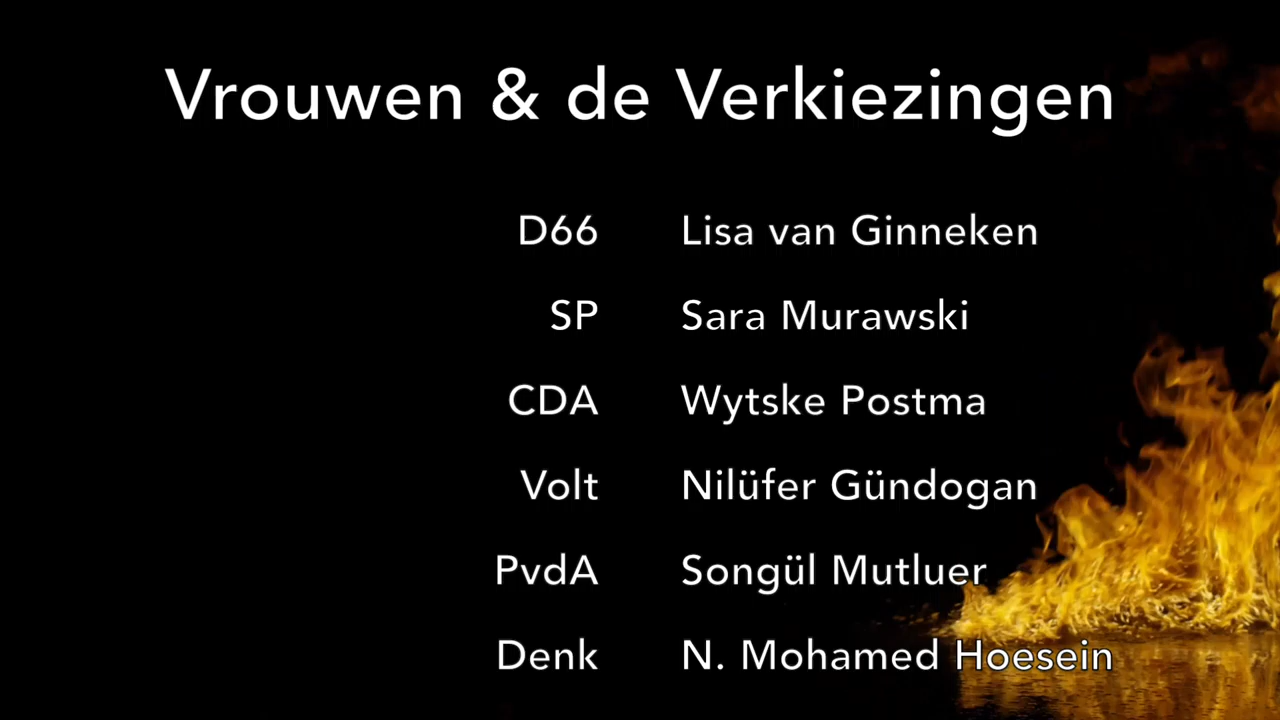 Vrouwen & de Verkiezingen
D66 Lisa van Ginneken
SP Sara Murawski
CDA Wytske Postma
Volt Nilüfer Gündogan
PvdA Songül Mutluer
Denk N. Mohamed Hoesein